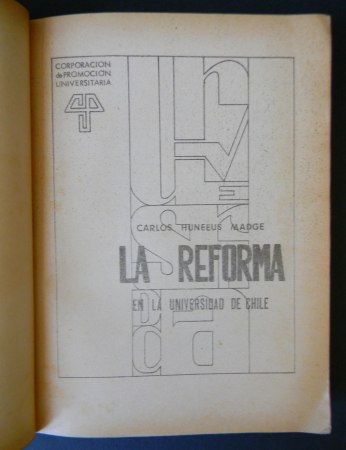 CORPORACION
de PROMOCION
UNIVERSITARIA
CARLOS HUNEEUS MADGE
LA REFORMA
EN LA UNIVERSIDAD DE CHILE